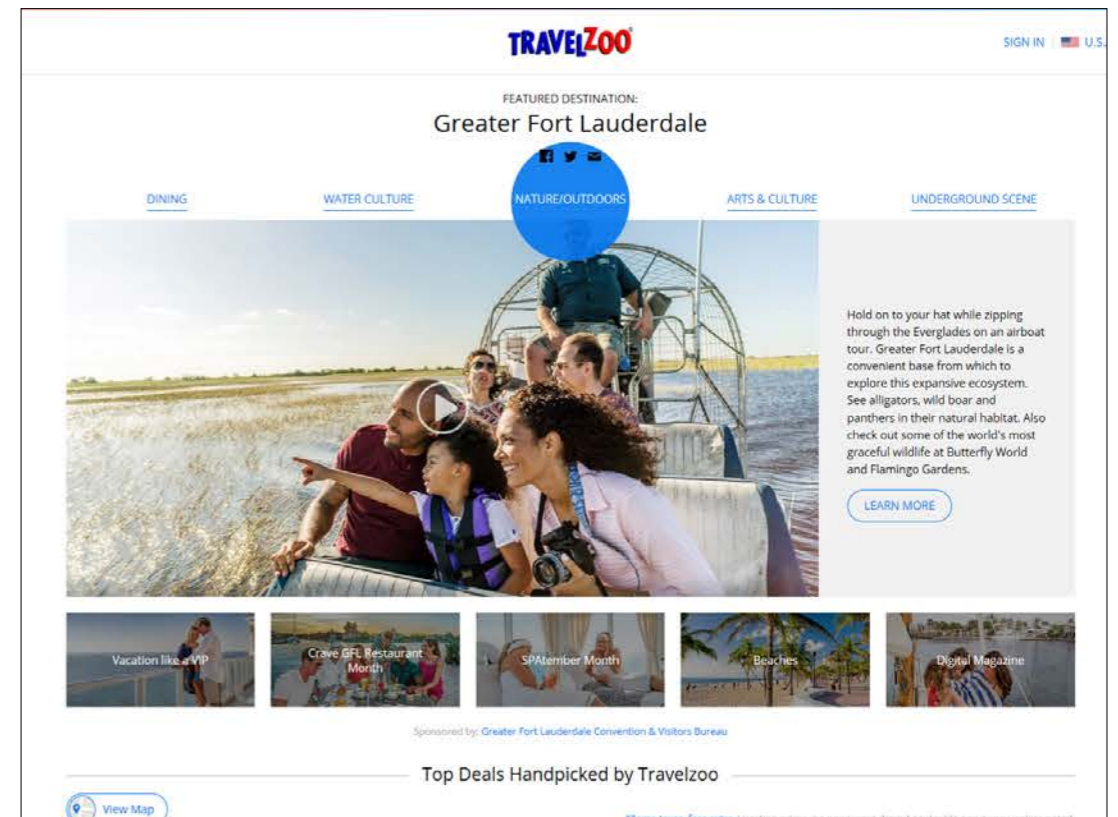 TRAVELZOO
SIGN IN | U.S.
FEATURED DESTINATION:
Greater Fort Lauderdale
DINING
WATER CULTURE
NATURE/OUTDOORS
ARTS & CULTURE
UNDERGROUND SCENE
Hold on to your hat while zipping
through the Everglades on an airboat
tour. Greater Fort Lauderdale is a
convenient base from which to
explore this expansive ecosystem.
See alligators, wild boar and
panthers in their natural habitat. Also
check out some of the world's most
graceful wildlife at Butterfly World
and Flamingo Gardens.
LEARN MORE
Vacation like a VIP
Crave GFL Restaurant
Month
SPAtember Month
Beaches
Digital Magazine
Sponsored by: Greater Fort Lauderdale Convention & Visitors Bureau
Top Deals Handpicked by Travelzoo
View Map